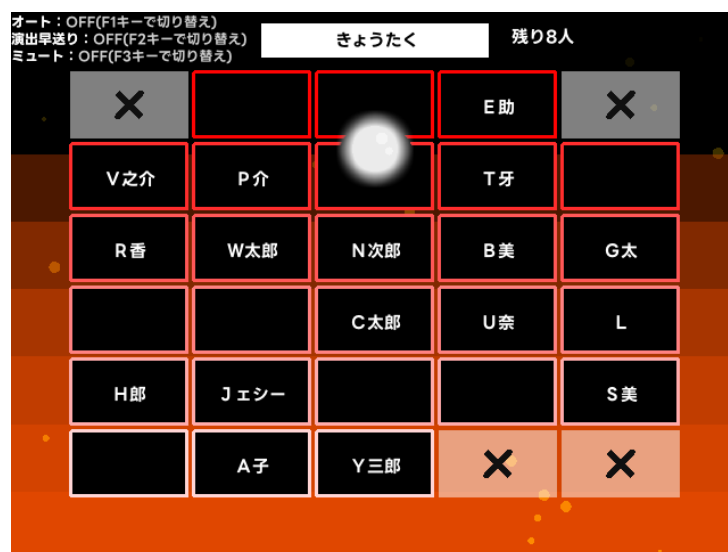 オート：OFF(F1キーで切り替え)
演出早送り：OFF(F2キーで切り替え)
ミュート：OFF(F3キーで切り替え)
きょうたく
残り8人
E助
V之介 P介 T牙
R香 W太郎 N次郎 B美 G太
C太郎 U奈 L
H郎 Jェシー S美
A子 Y三郎